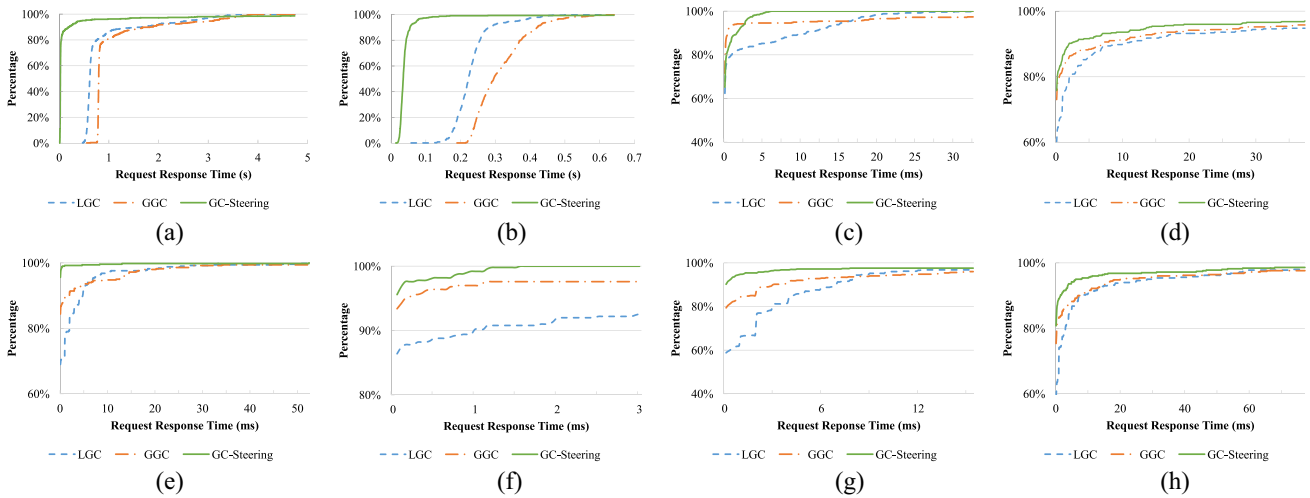 100%
80%
60%
40%
20%
0%
Percentage
0 1 2 3 4 5
Request Response Time (s)
LGC GGC GC-Steering
(a)
100%
80%
60%
40%
20%
0%
Percentage
0 0.1 0.2 0.3 0.4 0.5 0.6 0.7
Request Response Time (s)
LGC GGC GC-Steering
(b)
100%
80%
60%
40%
Percentage
0 5 10 15 20 25 30
Request Response Time (ms)
LGC GGC GC-Steering
(c)
100%
80%
60%
Percentage
0 10 20 30
Request Response Time (ms)
LGC GGC GC-Steering
(d)
100%
80%
60%
Percentage
0 10 20 30 40 50
Request Response Time (ms)
LGC GGC GC-Steering
(e)
100%
90%
80%
Percentage
0 1 2 3
Request Response Time (ms)
LGC GGC GC-Steering
(f)
100%
80%
60%
40%
Percentage
0 6 12
Request Response Time (ms)
LGC GGC GC-Steering
(g)
100%
80%
60%
Percentage
0 20 40 60
Request Response Time (ms)
LGC GGC GC-Steering
(h)